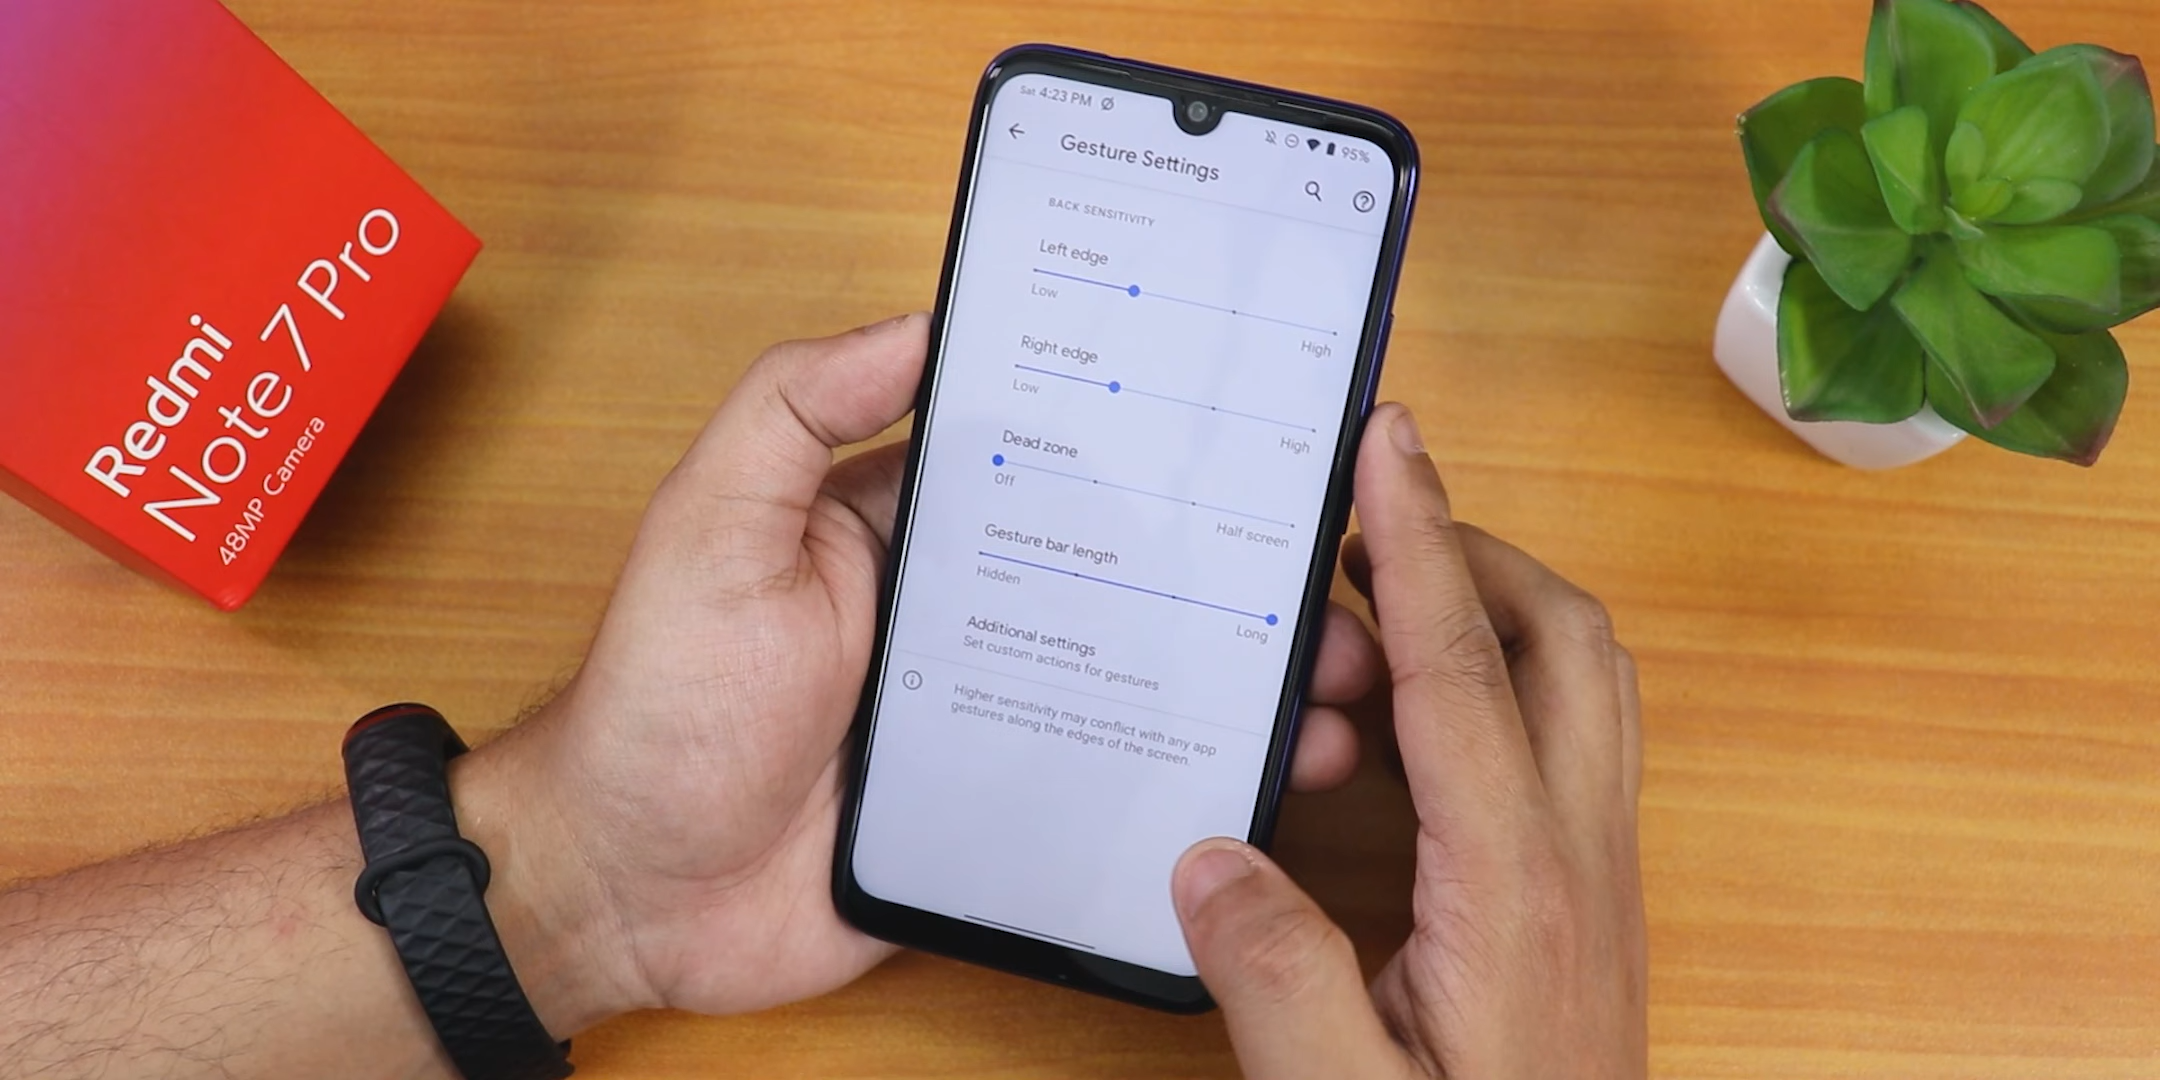 Redmi
Note 7 Pro
48MP Camera
Sat 4:23 PM
95%
Gesture Settings
BACK SENSITIVITY
Left edge
Low
High
Right edge
Low
High
Dead zone
Off
Half screen
Gesture bar length
Hidden
Long
Additional settings
Set custom actions for gestures
Higher sensitivity may conflict with any app
gestures along the edges of the screen.